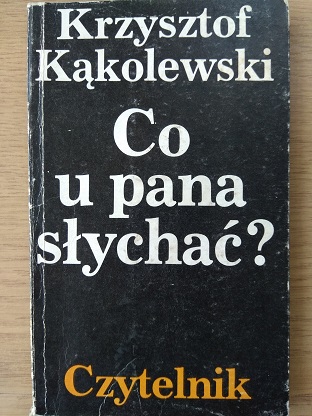 Krzysztof
Kąkolewski
Co
u pana
słychać?
Czytelnik